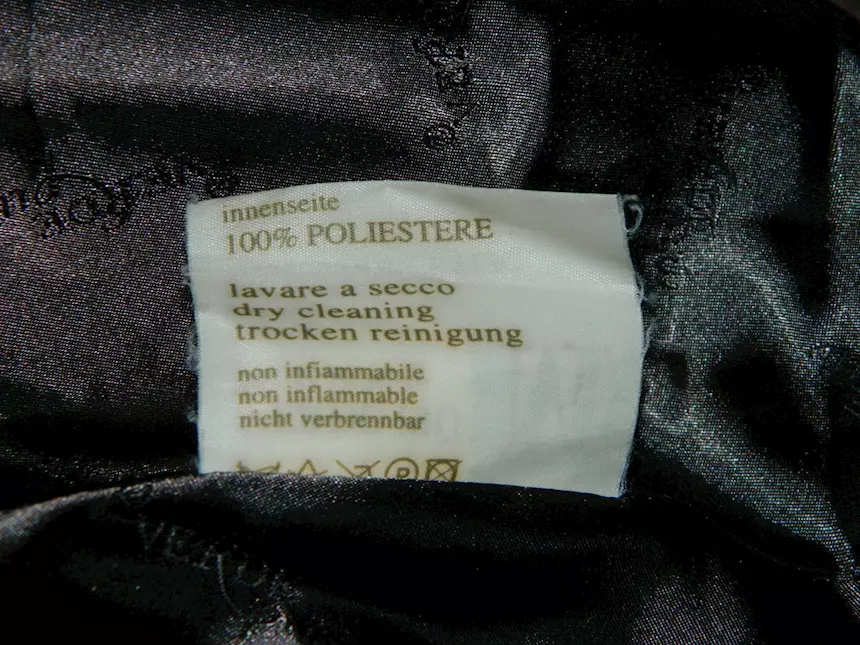 innenseite
100% POLIESTERE
lavare a secco
dry cleaning
trocken reinigung
non infiammabile
non inflammable
nicht verbrennbar
P